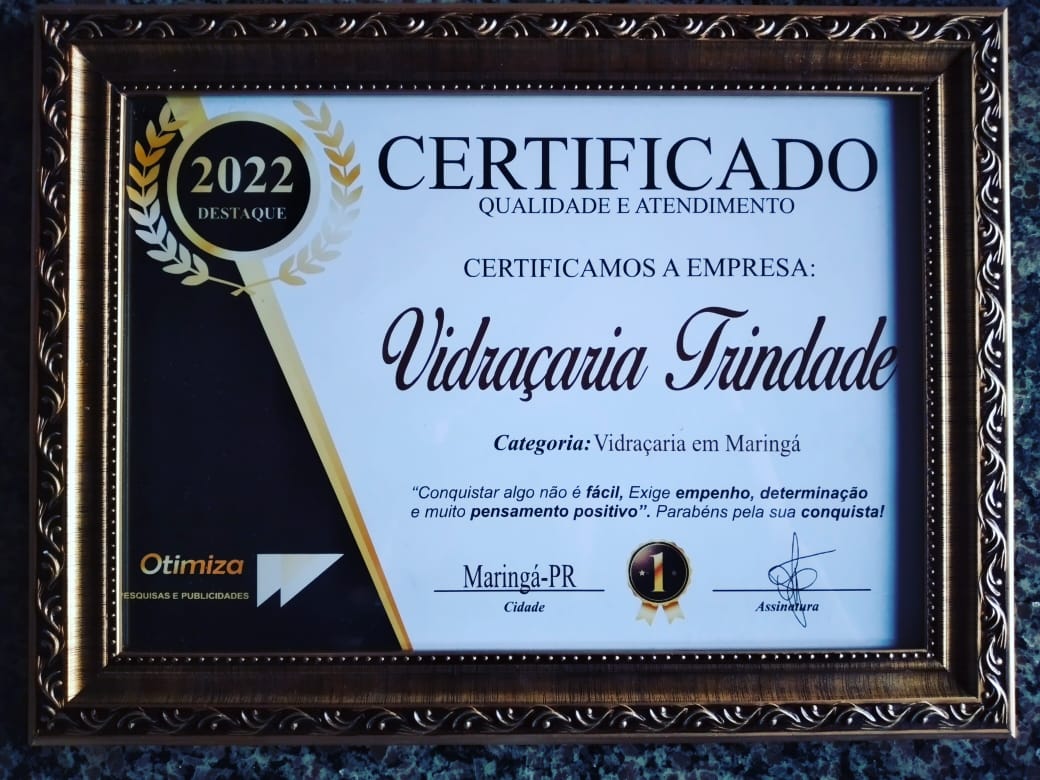 2022
DESTAQUE
CERTIFICADO
QUALIDADE E ATENDIMENTO
CERTIFICAMOS A EMPRESA:
Vidraçaria Trindade
Categoria: Vidraçaria em Maringá
“Conquistar algo não é fácil, Exige empenho, determinação
e muito pensamento positivo”. Parabéns pela sua conquista!
Otimiza
ESQUISAS E PUBLICIDADES
Maringá-PR
Cidade
1
Assinatura